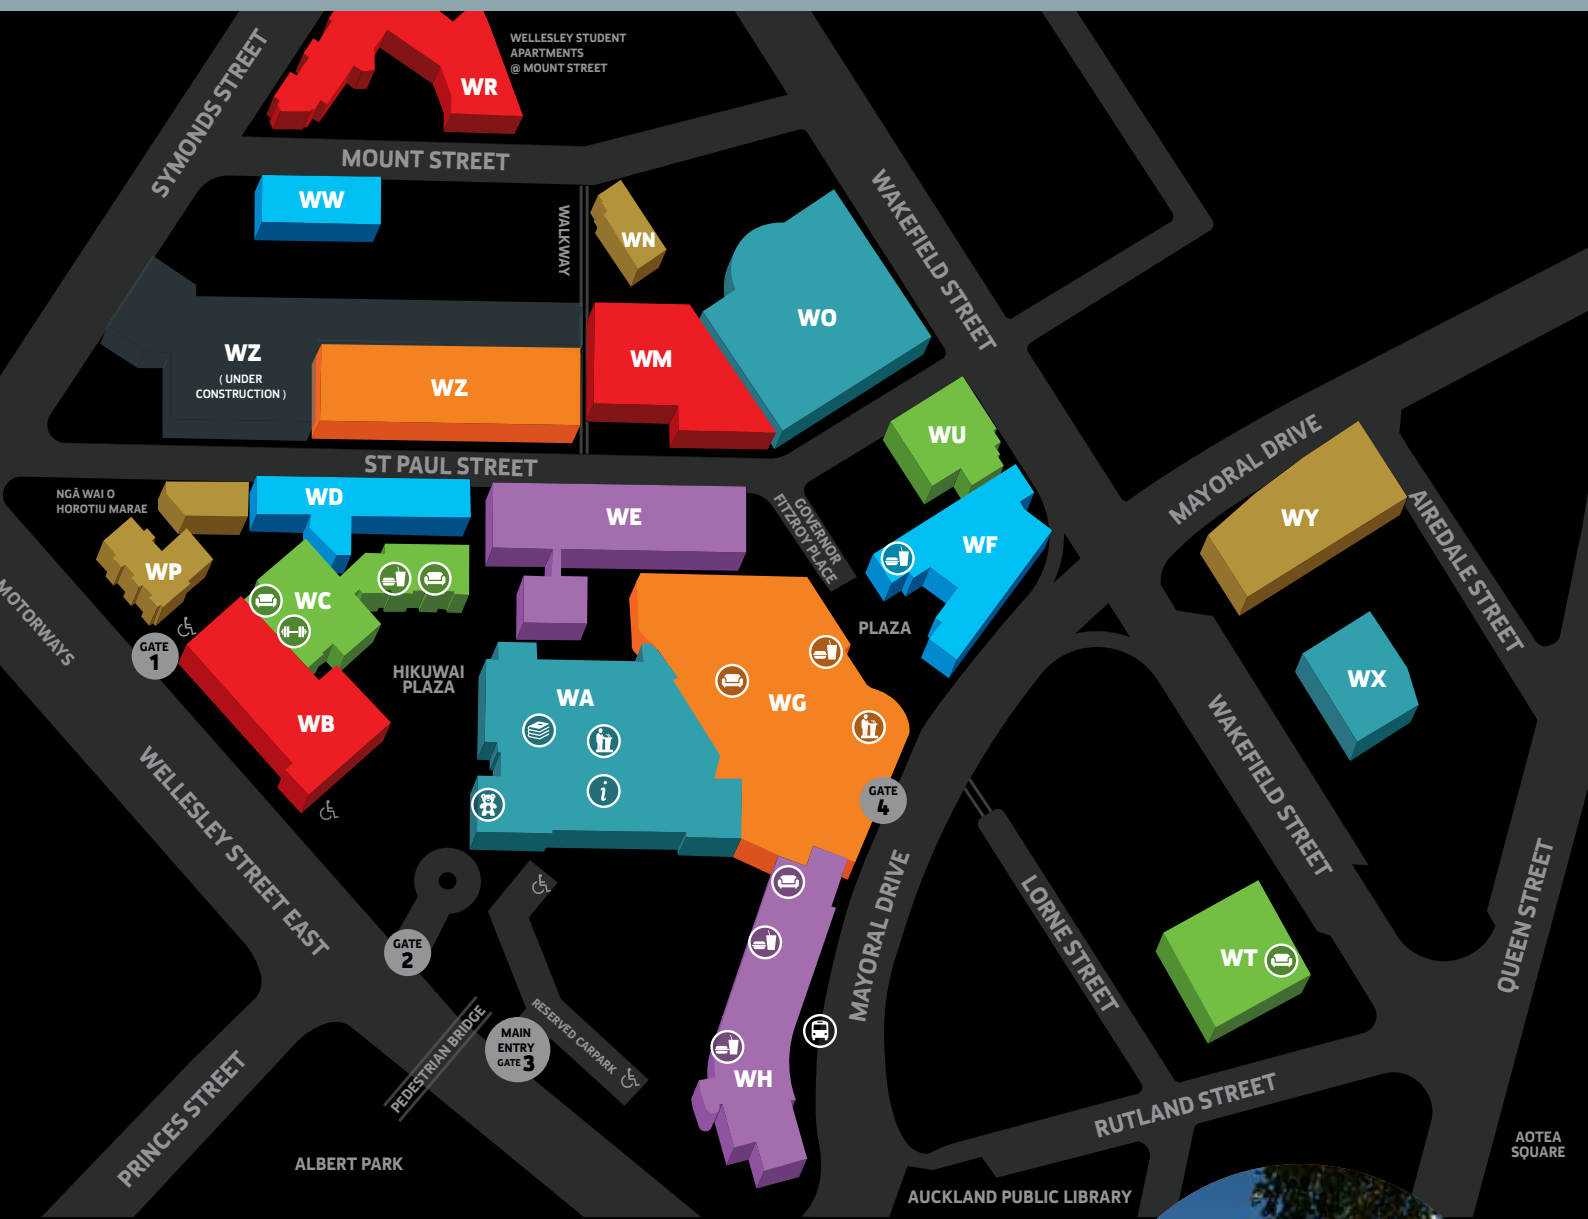 WELLESLEY STUDENT
APARTMENTS
@ MOUNT STREET
WR
SYMONDS STREET
MOUNT STREET
WW
WALKWAY
WN
WAKEFIELD STREET
WO
WZ
( UNDER
CONSTRUCTION )
WZ
WM
ST PAUL STREET
WU
MAYORAL DRIVE
NGĀ WAI O
HOROTIU MARAE
WD
WE
GOVERNOR
FITZROY PLACE
WF
WY
AIREDALE STREET
WP
WC
MOTORWAYS
GATE
1
PLAZA
HIKUWAI
PLAZA
WA
WG
WX
WB
i
GATE
4
WELLESLEY STREET EAST
WAKEFIELD STREET
MAYORAL DRIVE
LORNE STREET
QUEEN STREET
GATE
2
WT
PEDESTRIAN BRIDGE
MAIN
ENTRY
GATE 3
RESERVED CARPARK
WH
PRINCES STREET
RUTLAND STREET
ALBERT PARK
AOTEA
SQUARE
AUCKLAND PUBLIC LIBRARY